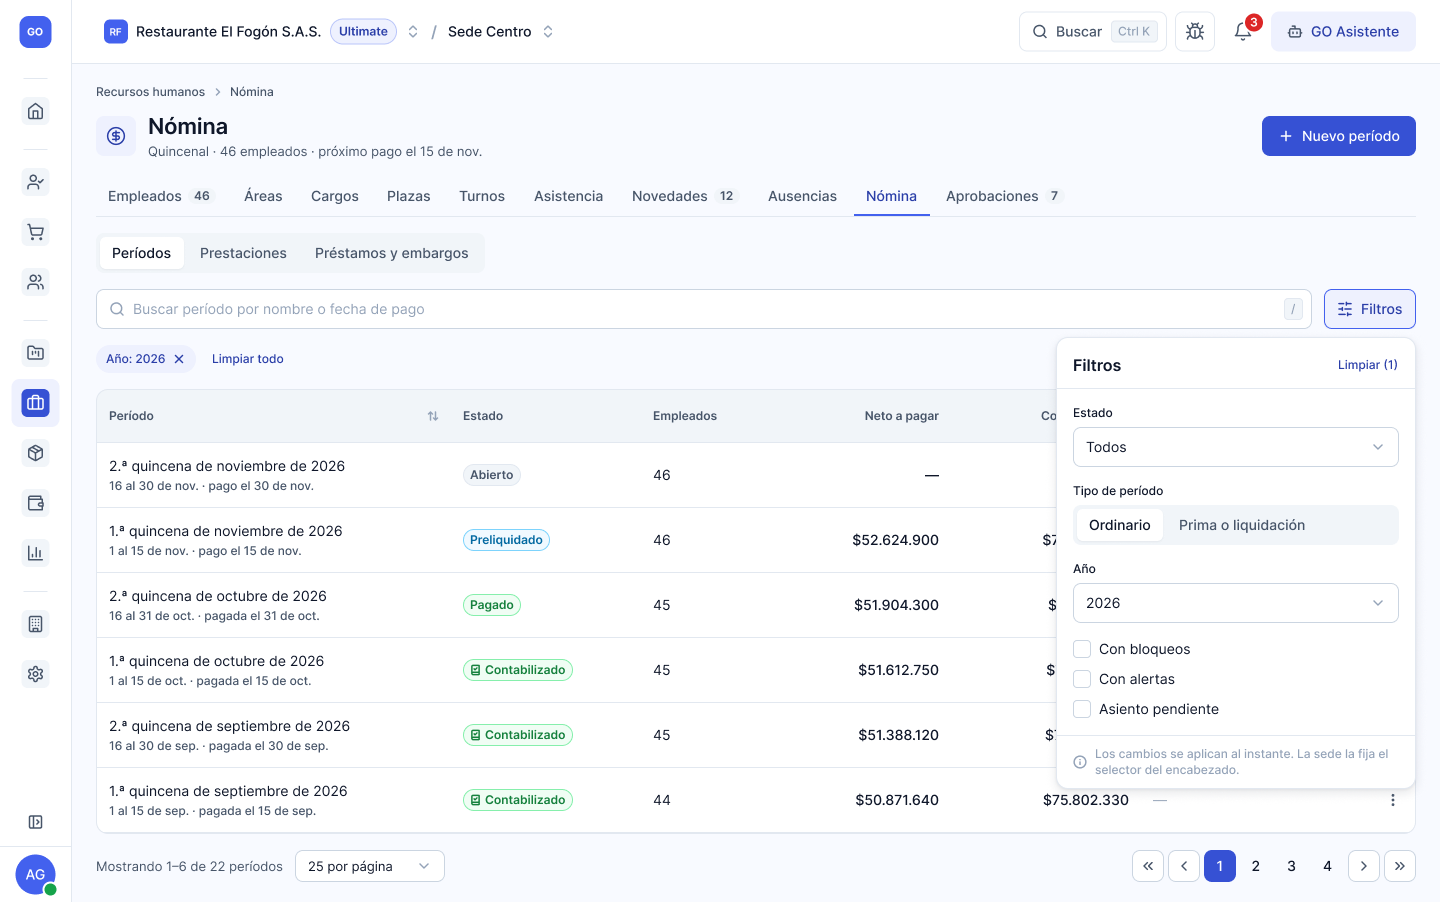 GO
RF Restaurante El Fogón S.A.S. Ultimate / Sede Centro
Buscar Ctrl K
3
GO Asistente
Recursos humanos > Nómina
Nómina
Quincenal · 46 empleados · próximo pago el 15 de nov.
Nuevo período
Empleados 46 Áreas Cargos Plazas Turnos Asistencia Novedades 12 Ausencias Nómina Aprobaciones 7
Períodos Prestaciones Préstamos y embargos
Buscar período por nombre o fecha de pago /
Filtros
Año: 2026
Limpiar todo
Período Estado Empleados Neto a pagar Co
2.ª quincena de noviembre de 2026
16 al 30 de nov. · pago el 30 de nov.
Abierto 46 —
1.ª quincena de noviembre de 2026
1 al 15 de nov. · pago el 15 de nov.
Preliquidado 46 $52.624.900 $7
2.ª quincena de octubre de 2026
16 al 31 de oct. · pagada el 31 de oct.
Pagado 45 $51.904.300 $
1.ª quincena de octubre de 2026
1 al 15 de oct. · pagada el 15 de oct.
Contabilizado 45 $51.612.750 $
2.ª quincena de septiembre de 2026
16 al 30 de sep. · pagada el 30 de sep.
Contabilizado 45 $51.388.120 $7
1.ª quincena de septiembre de 2026
1 al 15 de sep. · pagada el 15 de sep.
Contabilizado 44 $50.871.640 $75.802.330 —
Filtros
Limpiar (1)
Estado
Todos
Tipo de período
Ordinario Prima o liquidación
Año
2026
Con bloqueos
Con alertas
Asiento pendiente
Los cambios se aplican al instante. La sede la fija el
selector del encabezado.
Mostrando 1–6 de 22 períodos
25 por página
« ‹ 1 2 3 4 › »
AG